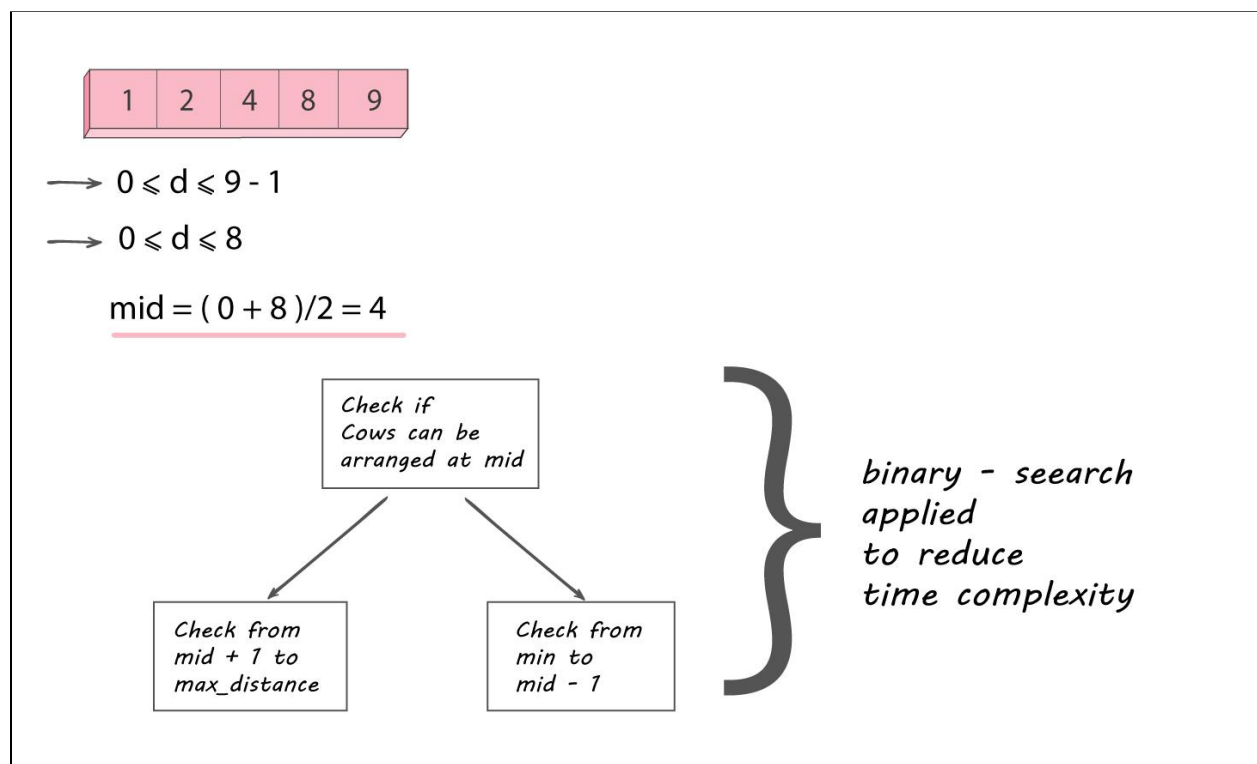 1 2 4 8 9
0 ⩽ d ⩽ 9 - 1
0 ⩽ d ⩽ 8
mid = ( 0 + 8 )/2 = 4
Check if
Cows can be
arranged at mid
Check from
mid + 1 to
max_distance
Check from
min to
mid - 1
binary - seearch
applied
to reduce
time complexity